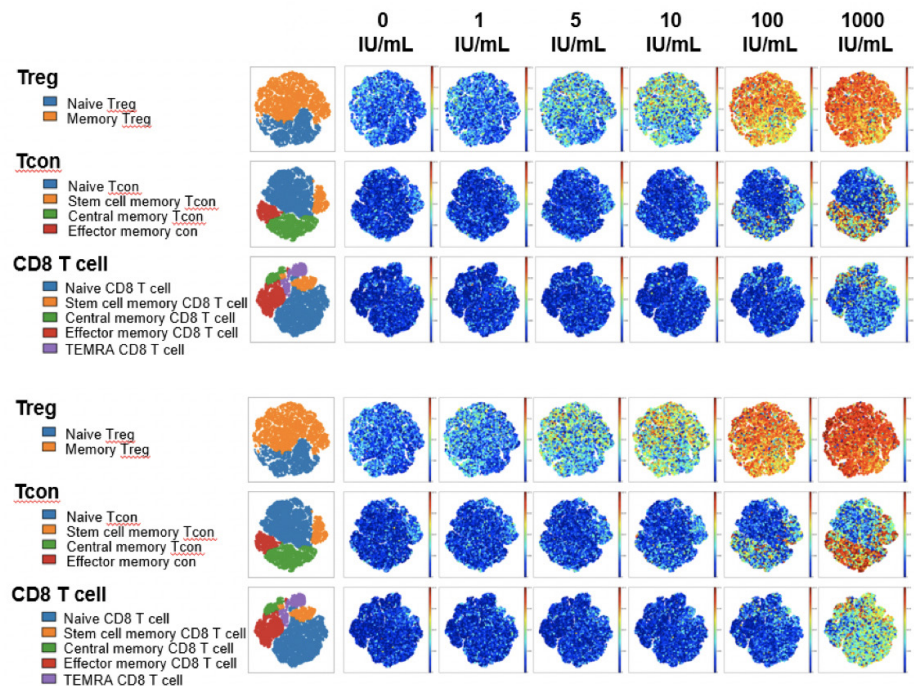 0 1 5 10 100 1000
IU/mL IU/mL IU/mL IU/mL IU/mL IU/mL
Treg
Naive Treg
Memory Treg
Tcon
Naive Tcon
Stem cell memory Tcon
Central memory Tcon
Effector memory con
CD8 T cell
Naive CD8 T cell
Stem cell memory CD8 T cell
Central memory CD8 T cell
Effector memory CD8 T cell
TEMRA CD8 T cell
Treg
Naive Treg
Memory Treg
Tcon
Naive Tcon
Stem cell memory Tcon
Central memory Tcon
Effector memory con
CD8 T cell
Naive CD8 T cell
Stem cell memory CD8 T cell
Central memory CD8 T cell
Effector memory CD8 T cell
TEMRA CD8 T cell